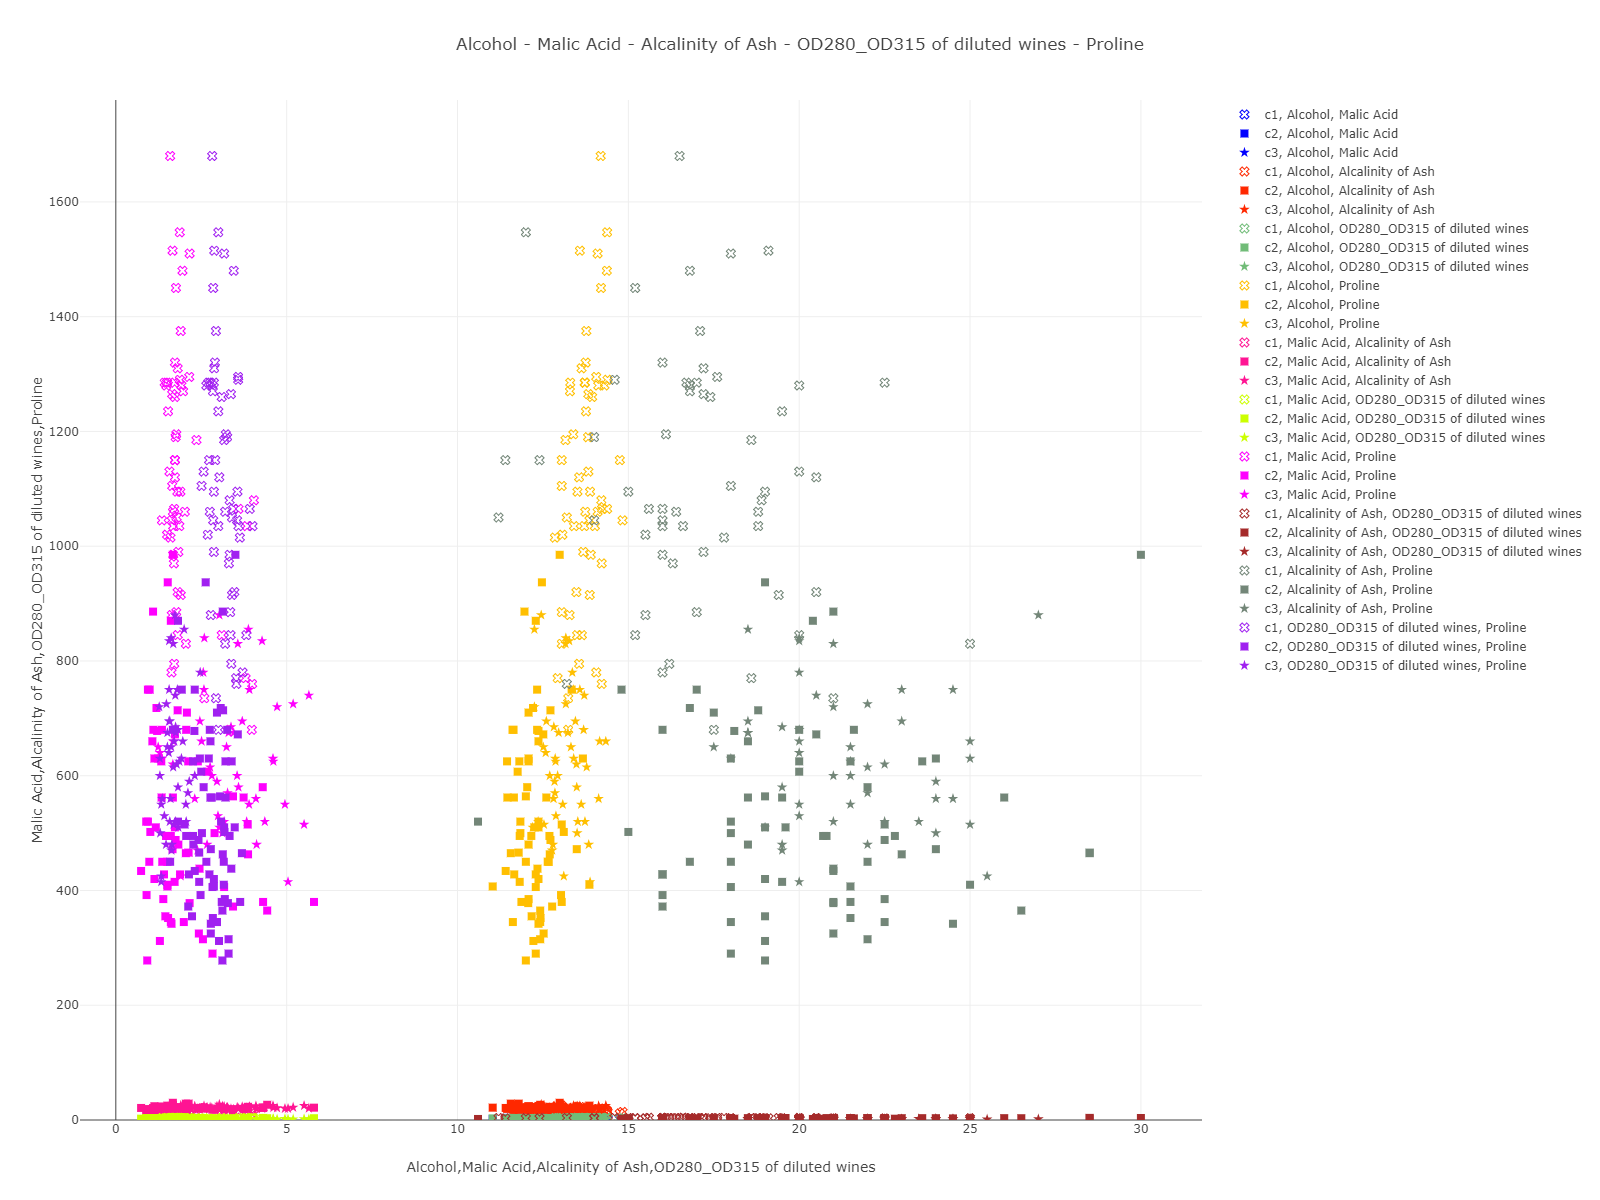 Alcohol - Malic Acid - Alcalinity of Ash - OD280_OD315 of diluted wines - Proline
Malic Acid,Alcalinity of Ash,OD280_OD315 of diluted wines,Proline
1600
1400
1200
1000
800
600
400
200
0
0 5 10 15 20 25 30
Alcohol,Malic Acid,Alcalinity of Ash,OD280_OD315 of diluted wines
c1, Alcohol, Malic Acid
c2, Alcohol, Malic Acid
c3, Alcohol, Malic Acid
c1, Alcohol, Alcalinity of Ash
c2, Alcohol, Alcalinity of Ash
c3, Alcohol, Alcalinity of Ash
c1, Alcohol, OD280_OD315 of diluted wines
c2, Alcohol, OD280_OD315 of diluted wines
c3, Alcohol, OD280_OD315 of diluted wines
c1, Alcohol, Proline
c2, Alcohol, Proline
c3, Alcohol, Proline
c1, Malic Acid, Alcalinity of Ash
c2, Malic Acid, Alcalinity of Ash
c3, Malic Acid, Alcalinity of Ash
c1, Malic Acid, OD280_OD315 of diluted wines
c2, Malic Acid, OD280_OD315 of diluted wines
c3, Malic Acid, OD280_OD315 of diluted wines
c1, Malic Acid, Proline
c2, Malic Acid, Proline
c3, Malic Acid, Proline
c1, Alcalinity of Ash, OD280_OD315 of diluted wines
c2, Alcalinity of Ash, OD280_OD315 of diluted wines
c3, Alcalinity of Ash, OD280_OD315 of diluted wines
c1, Alcalinity of Ash, Proline
c2, Alcalinity of Ash, Proline
c3, Alcalinity of Ash, Proline
c1, OD280_OD315 of diluted wines, Proline
c2, OD280_OD315 of diluted wines, Proline
c3, OD280_OD315 of diluted wines, Proline